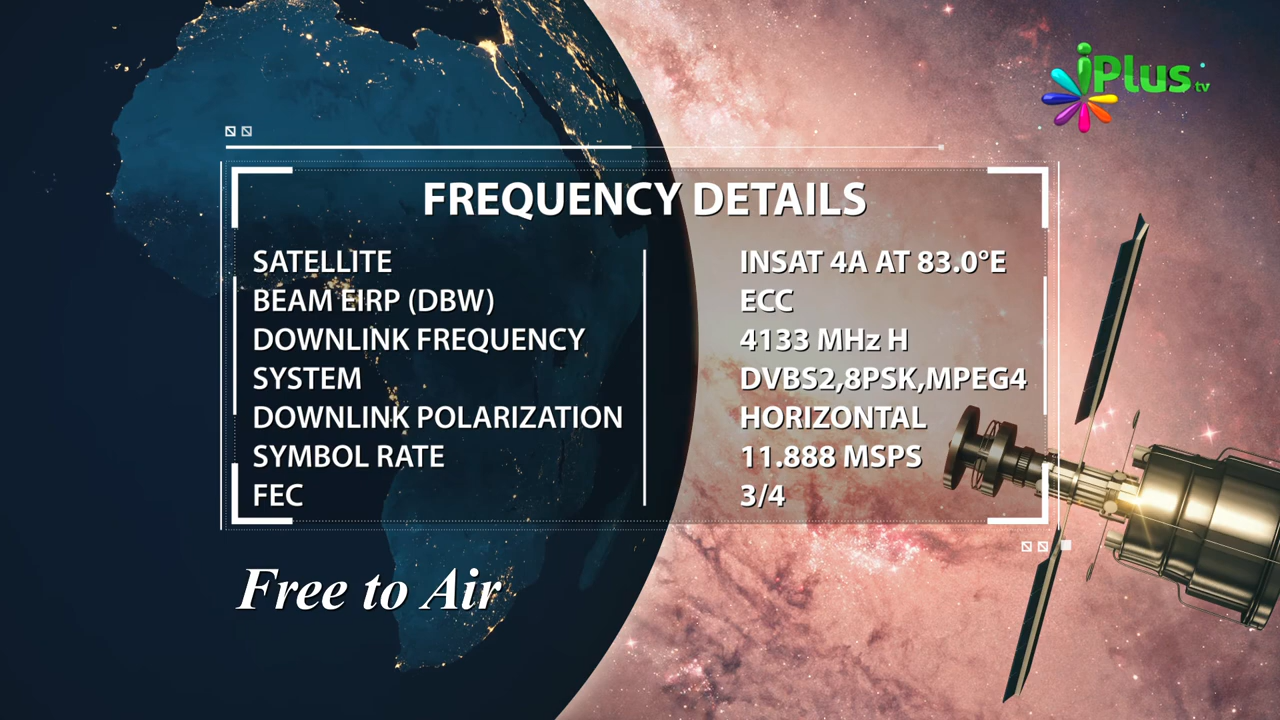 iPlus tv
FREQUENCY DETAILS
SATELLITE INSAT 4A AT 83.0°E
BEAM EIRP (DBW) ECC
DOWNLINK FREQUENCY 4133 MHz H
SYSTEM DVBS2,8PSK,MPEG4
DOWNLINK POLARIZATION HORIZONTAL
SYMBOL RATE 11.888 MSPS
FEC 3/4
Free to Air